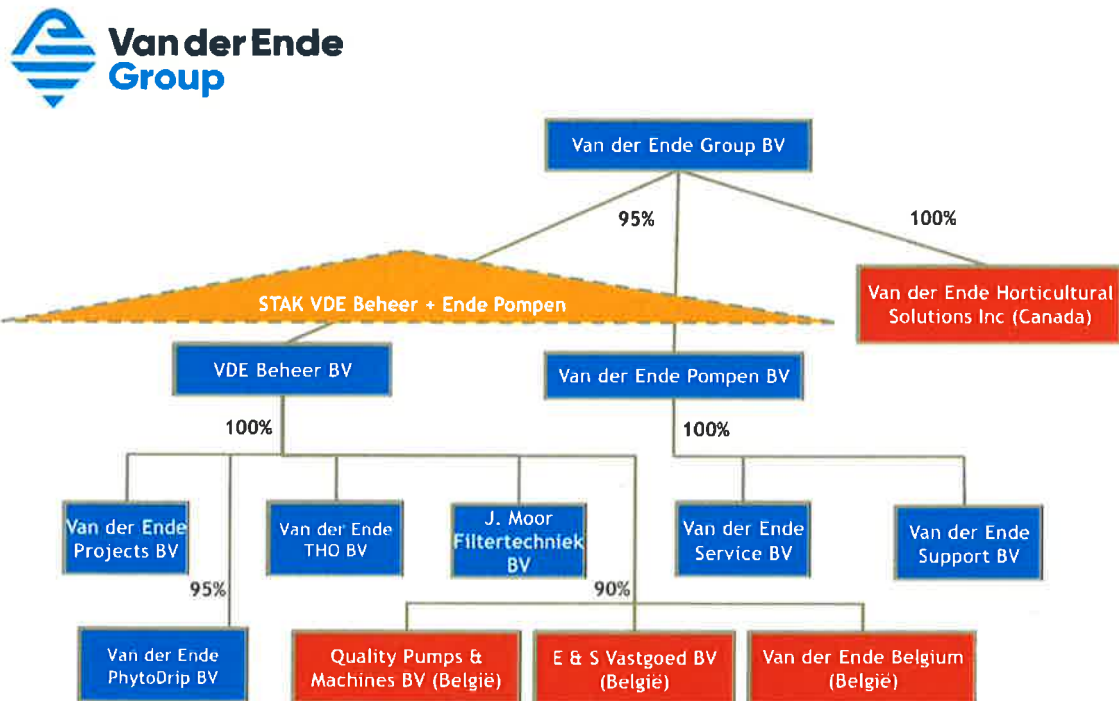 Van der Ende
Group
Van der Ende Group BV
95%
100%
Van der Ende Horticultural
Solutions Inc (Canada)
STAK VDE Beheer + Ende Pompen
VDE Beheer BV
Van der Ende Pompen BV
100%
100%
Van der Ende
Projects BV
Van der Ende
THO BV
J. Moor
Filtertechniek
BV
Van der Ende
Service BV
Van der Ende
Support BV
95%
90%
Van der Ende
PhytoDrip BV
Quality Pumps &
Machines BV (België)
E & S Vastgoed BV
(België)
Van der Ende Belgium
(België)